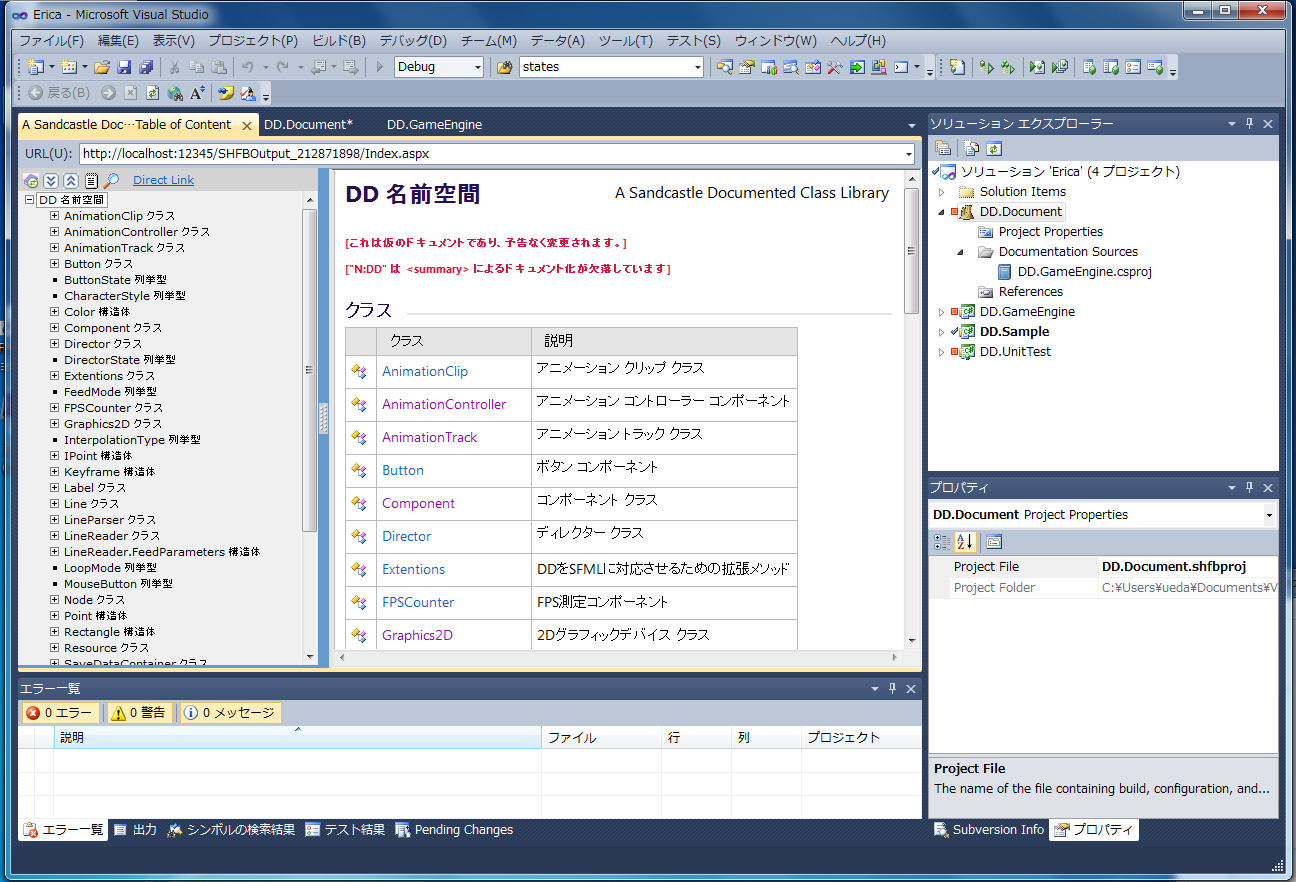 Erica - Microsoft Visual Studio
ファイル(F) 編集(E) 表示(V) プロジェクト(P) ビルド(B) デバッグ(D) チーム(M) データ(A) ツール(T) テスト(S) ウィンドウ(W) ヘルプ(H)
Debug states
戻る(B)
A Sandcastle Doc…Table of Content DD.Document* DD.GameEngine
URL(U): http://localhost:12345/SHFBOutput_212871898/Index.aspx
Direct Link
DD 名前空間
AnimationClip クラス
AnimationController クラス
AnimationTrack クラス
Button クラス
ButtonState 列挙型
CharacterStyle 列挙型
Color 構造体
Component クラス
Director クラス
DirectorState 列挙型
Extentions クラス
FeedMode 列挙型
FPSCounter クラス
Graphics2D クラス
InterpolationType 列挙型
IPoint 構造体
Keyframe 構造体
Label クラス
Line クラス
LineParser クラス
LineReader クラス
LineReader.FeedParameters 構造体
LoopMode 列挙型
MouseButton 列挙型
Node クラス
Point 構造体
Rectangle 構造体
Resource クラス
SaveDataContainer クラス
DD 名前空間
A Sandcastle Documented Class Library
[これは仮のドキュメントであり、予告なく変更されます。]
["N:DD" は <summary> によるドキュメント化が欠落しています]
クラス
クラス 説明
AnimationClip アニメーション クリップ クラス
AnimationController アニメーション コントローラー コンポーネント
AnimationTrack アニメーショントラック クラス
Button ボタン コンポーネント
Component コンポーネント クラス
Director ディレクター クラス
Extentions DDをSFMLに対応させるための拡張メソッド
FPSCounter FPS測定コンポーネント
Graphics2D 2Dグラフィックデバイス クラス
ソリューション エクスプローラー
ソリューション 'Erica' (4 プロジェクト)
Solution Items
DD.Document
Project Properties
Documentation Sources
DD.GameEngine.csproj
References
DD.GameEngine
DD.Sample
DD.UnitTest
プロパティ
DD.Document Project Properties
Project File DD.Document.shfbproj
Project Folder C:¥Users¥ueda¥Documents¥V
Project File
The name of the file containing build, configuration, and...
Subversion Info プロパティ
エラー一覧
0 エラー 0 警告 0 メッセージ
説明 ファイル 行 列 プロジェクト
エラー一覧 出力 シンボルの検索結果 テスト結果 Pending Changes